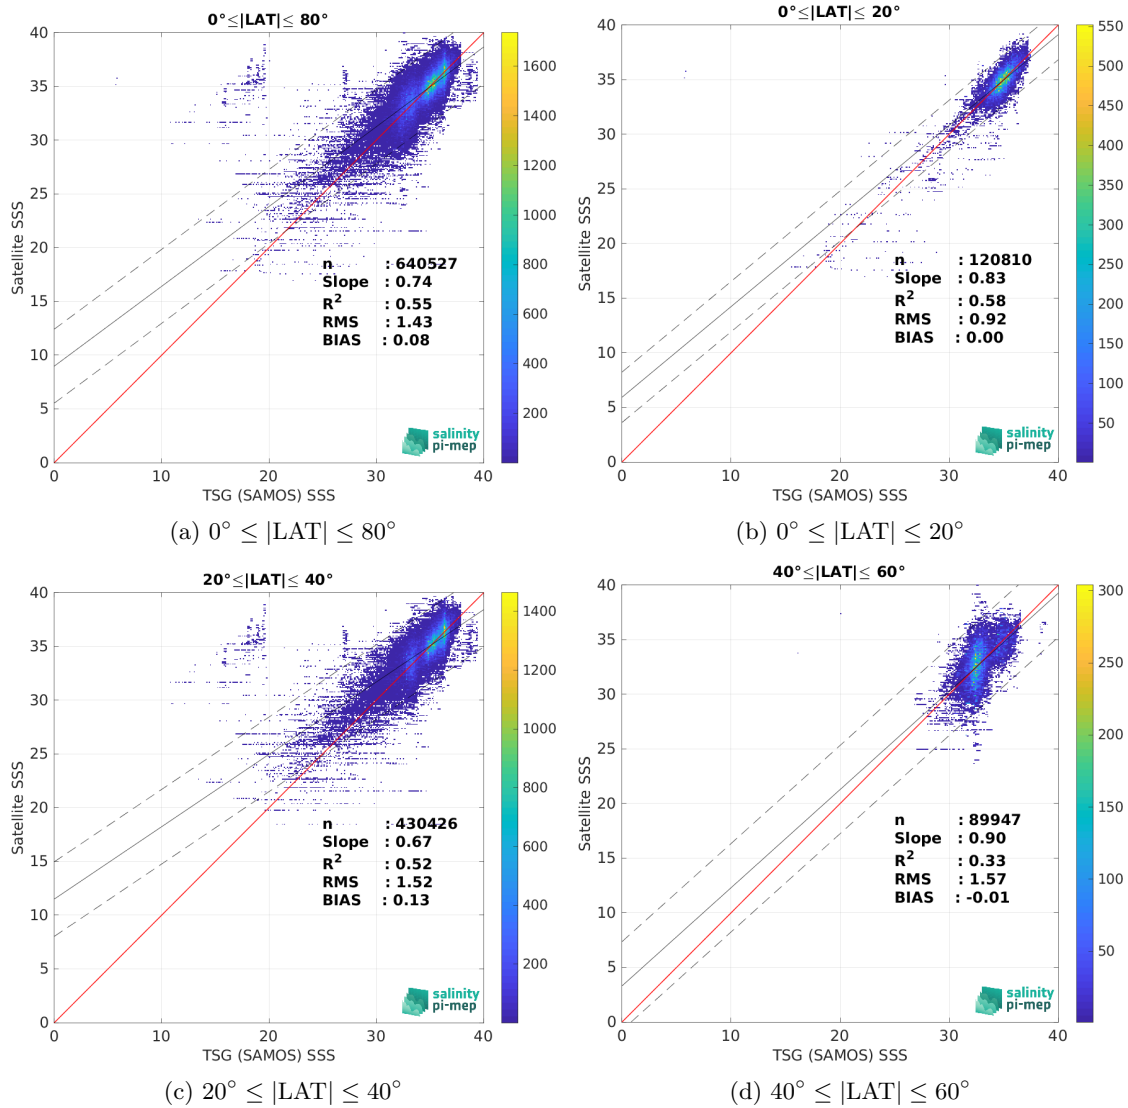 0°≤|LAT|≤ 80°
40
35
30
25
20
15
10
5
0
Satellite SSS
0
10
20
30
40
TSG (SAMOS) SSS
n : 640527
Slope : 0.74
R² : 0.55
RMS : 1.43
BIAS : 0.08
salinity
pi-mep
1600
1400
1200
1000
800
600
400
200
(a) 0° ≤ |LAT| ≤ 80°
0°≤|LAT|≤ 20°
40
35
30
25
20
15
10
5
0
Satellite SSS
0
10
20
30
40
TSG (SAMOS) SSS
n : 120810
Slope : 0.83
R² : 0.58
RMS : 0.92
BIAS : 0.00
salinity
pi-mep
550
500
450
400
350
300
250
200
150
100
50
(b) 0° ≤ |LAT| ≤ 20°
20°≤|LAT|≤ 40°
40
35
30
25
20
15
10
5
0
Satellite SSS
0
10
20
30
40
TSG (SAMOS) SSS
n : 430426
Slope : 0.67
R² : 0.52
RMS : 1.52
BIAS : 0.13
salinity
pi-mep
1400
1200
1000
800
600
400
200
(c) 20° ≤ |LAT| ≤ 40°
40°≤|LAT|≤ 60°
40
35
30
25
20
15
10
5
0
Satellite SSS
0
10
20
30
40
TSG (SAMOS) SSS
n : 89947
Slope : 0.90
R² : 0.33
RMS : 1.57
BIAS : -0.01
salinity
pi-mep
300
250
200
150
100
50
(d) 40° ≤ |LAT| ≤ 60°